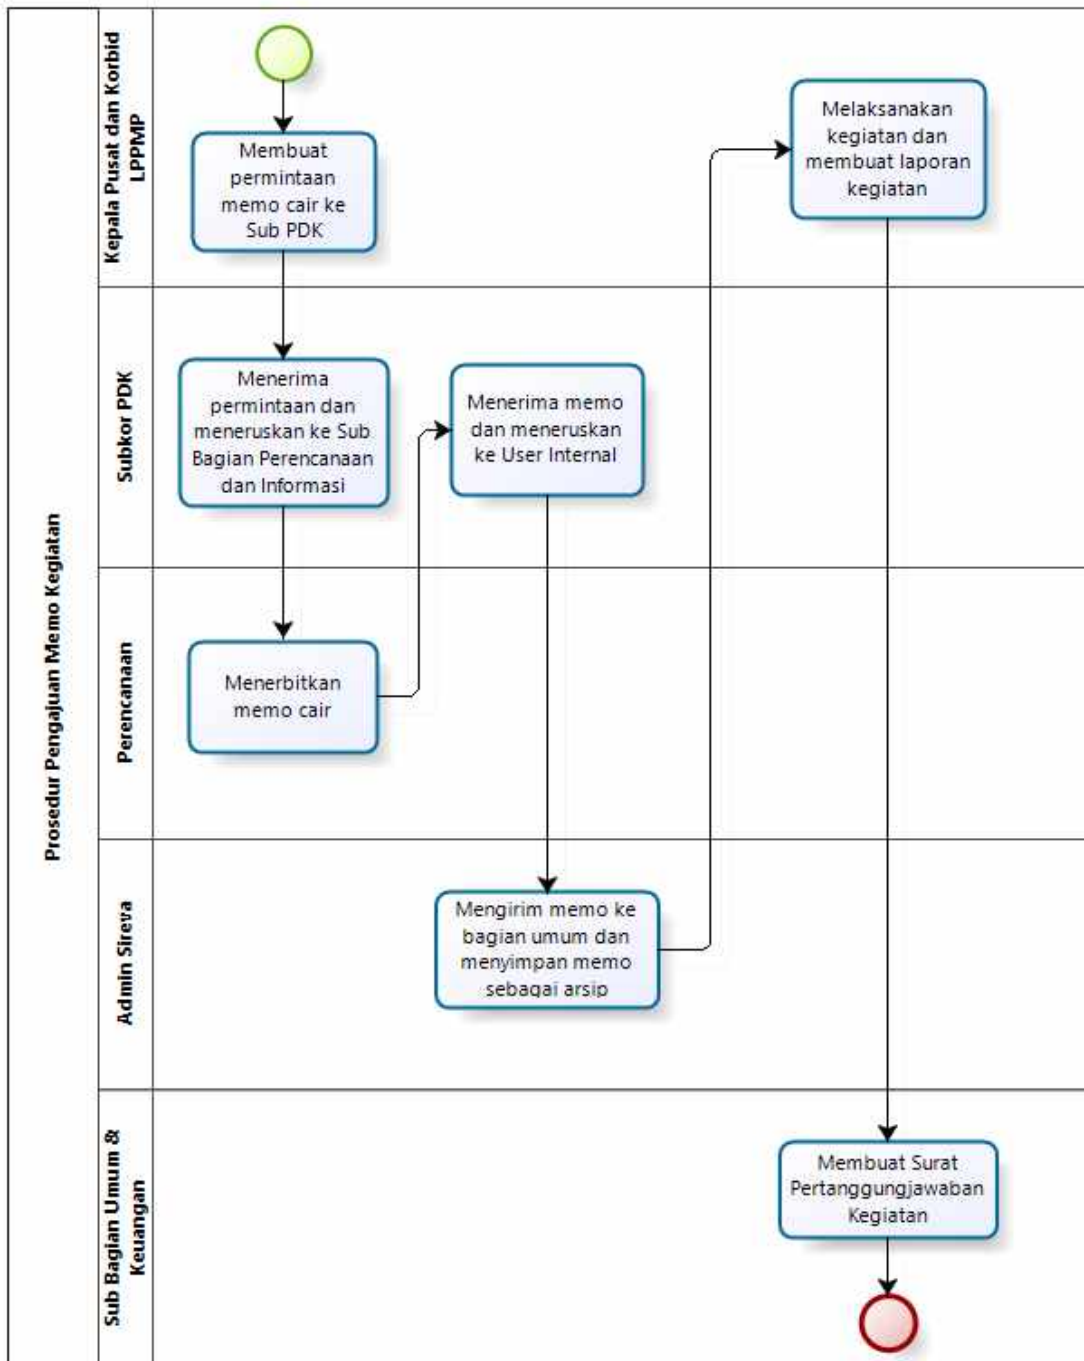 Prosedur Pengajuan Memo Kegiatan
Kepala Pusat dan Korbid
LPPMP
Membuat
permintaan
memo cair ke
Sub PDK
Melaksanakan
kegiatan dan
membuat laporan
kegiatan
Subkor PDK
Menerima
permintaan dan
meneruskan ke Sub
Bagian Perencanaan
dan Informasi
Menerima memo
dan meneruskan
ke User Internal
Perencanaan
Menerbitkan
memo cair
Admin Sireva
Mengirim memo ke
bagian umum dan
menyimpan memo
sebagai arsip
Sub Bagian Umum &
Keuangan
Membuat Surat
Pertanggungjawaban
Kegiatan